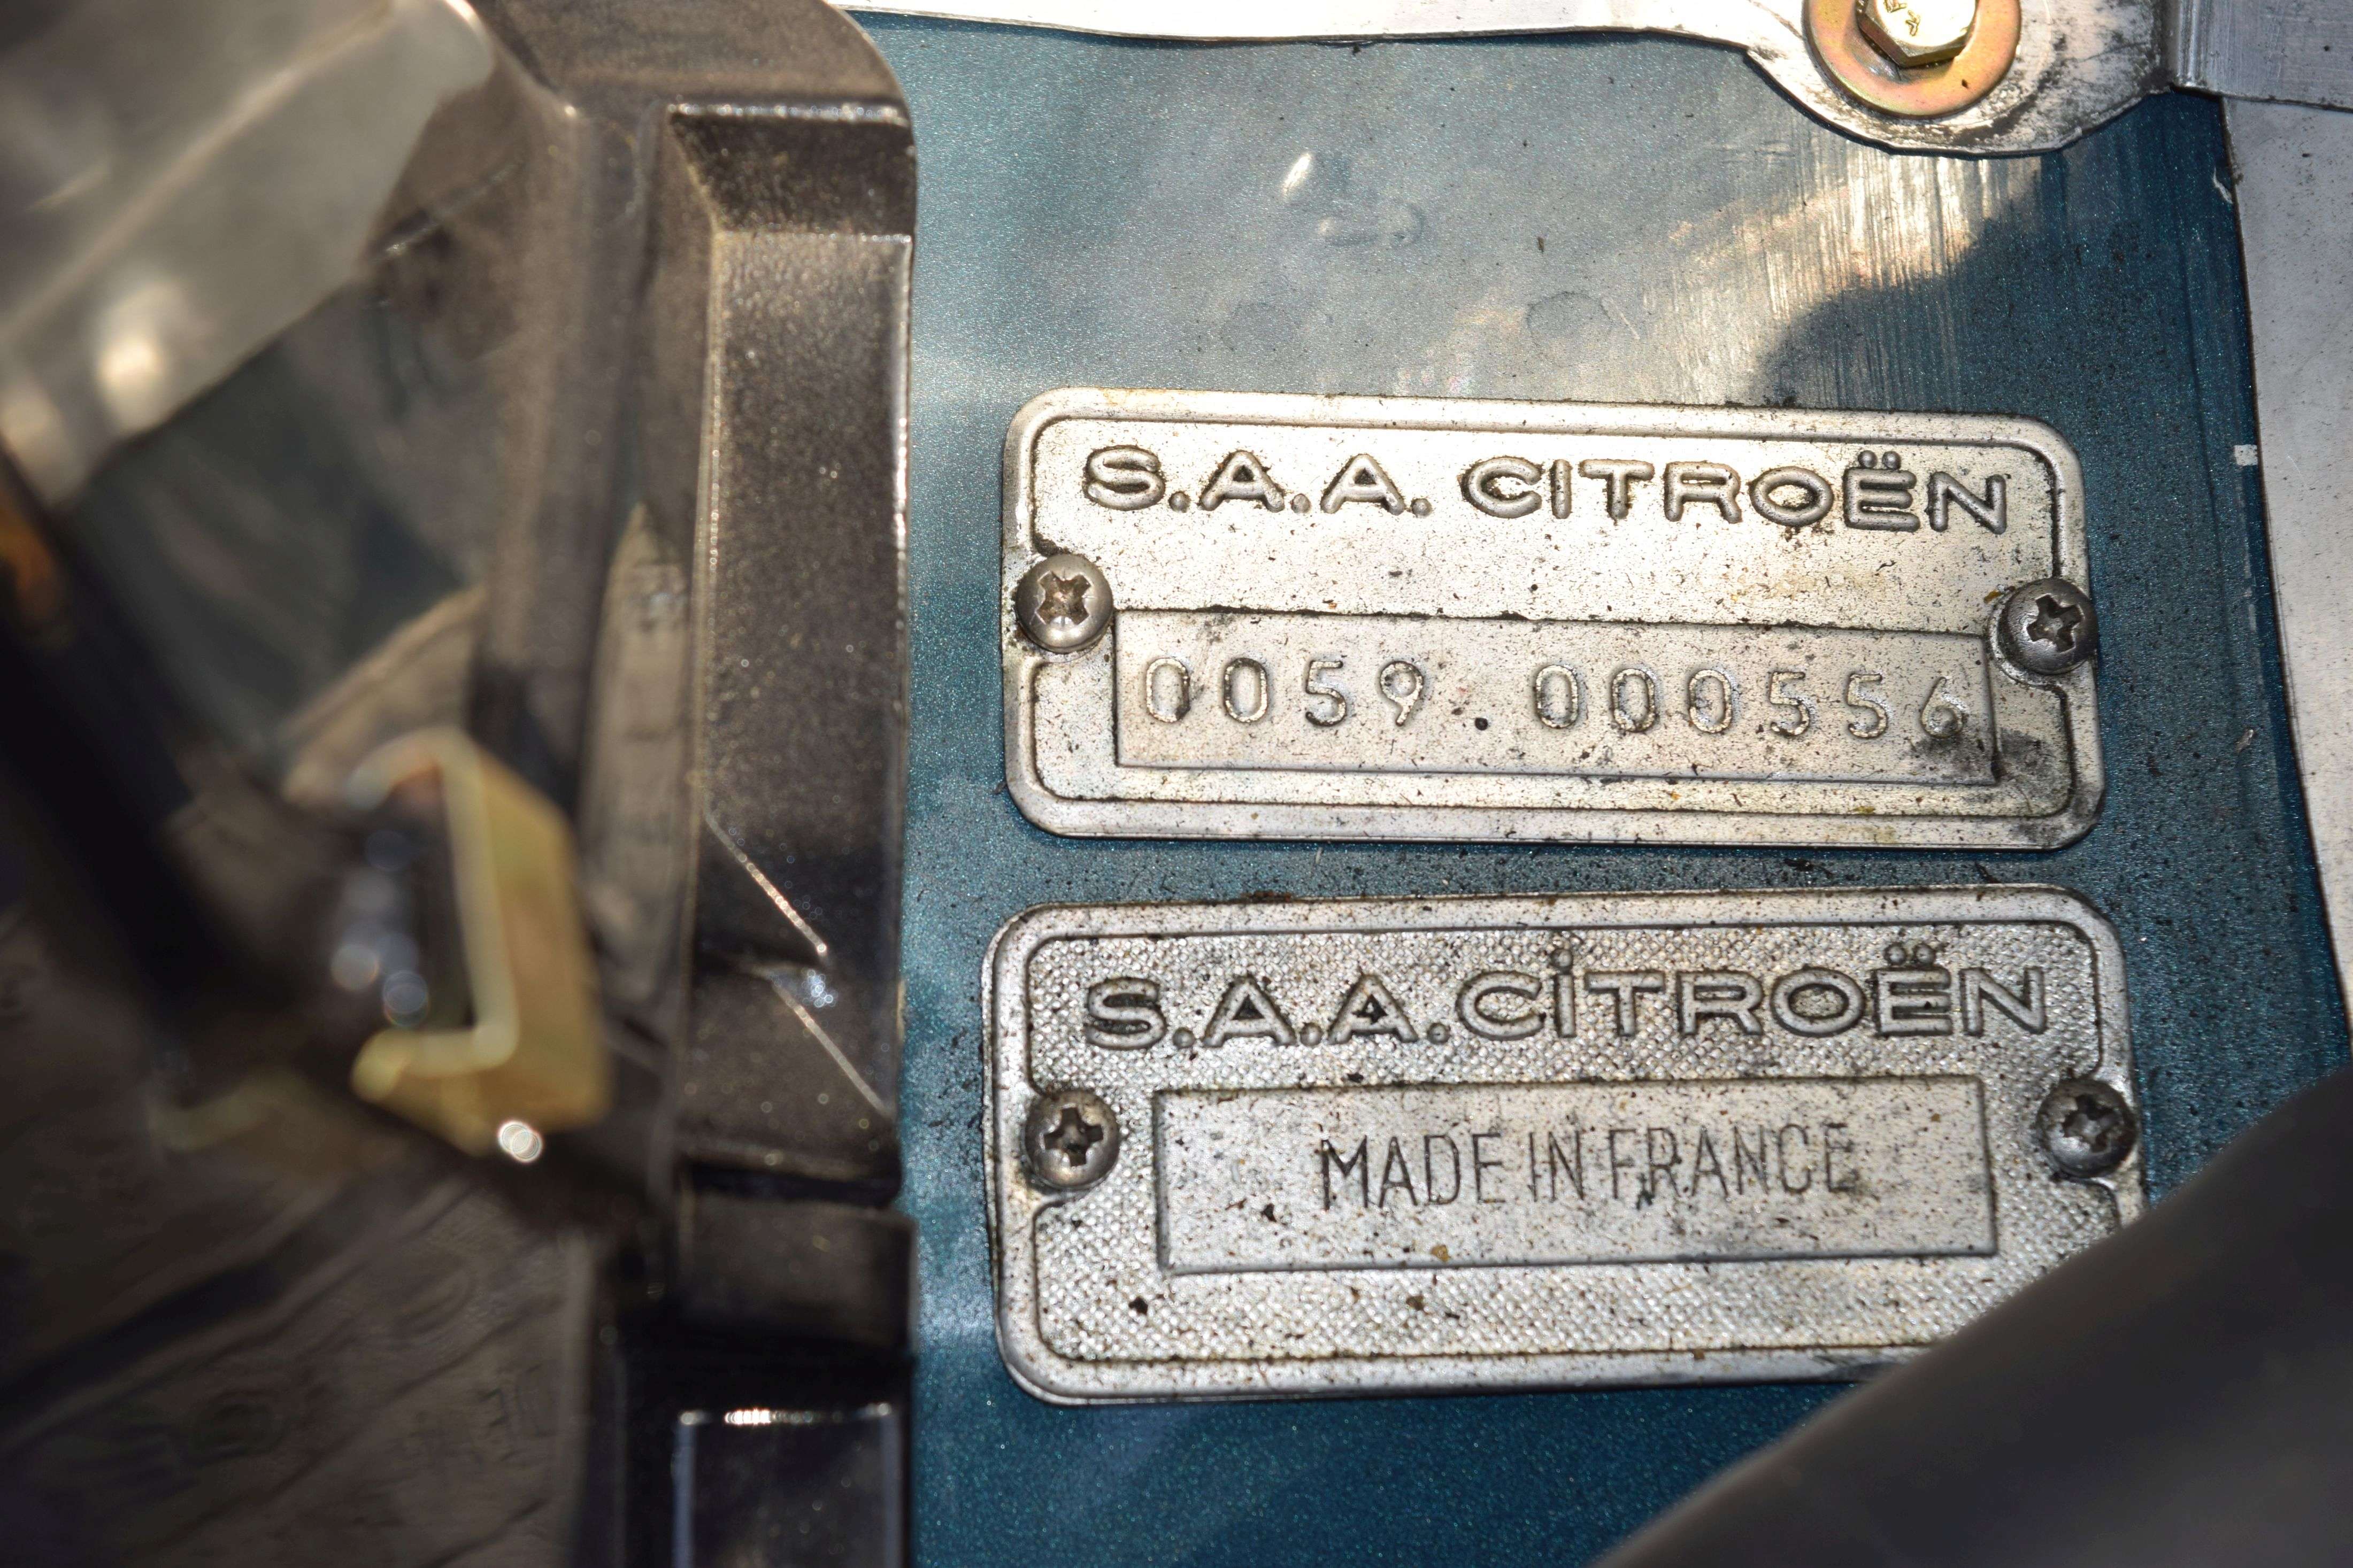 S.A.A. CITROËN
0059.000556
S.A.A.CİTROËN
MADE IN FRANCE